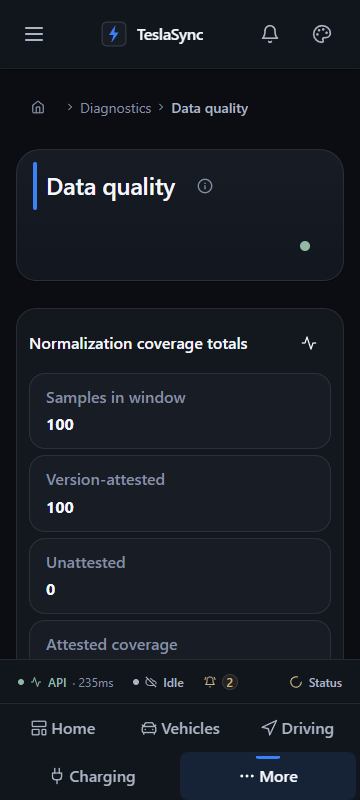 TeslaSync
Diagnostics Data quality
Data quality
Normalization coverage totals
Samples in window
100
Version-attested
100
Unattested
0
Attested coverage
API · 235ms Idle 2 Status
Home Vehicles Driving
Charging More